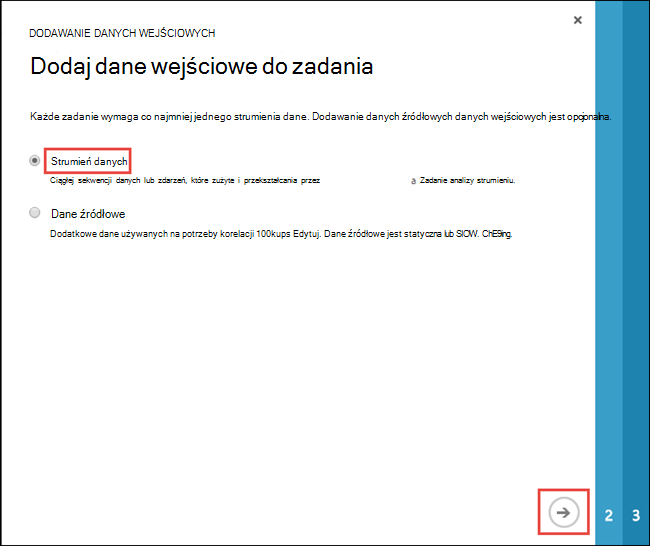 DODAWANIE DANYCH WEJŚCIOWYCH
Dodaj dane wejściowe do zadania
Każde zadanie wymaga co najmniej jednego strumienia dane. Dodawanie danych źródłowych danych wejściowych jest opcjonalna.
Strumień danych
Ciągłej sekwencji danych lub zdarzeń, które zużyte i przekształcania przez a Zadanie analizy strumieniu.
Dane źródłowe
Dodatkowe dane używanych na potrzeby korelacji 100kups Edytuj. Dane źródłowe jest statyczna lub SIOW. ChE9ing.
2 3